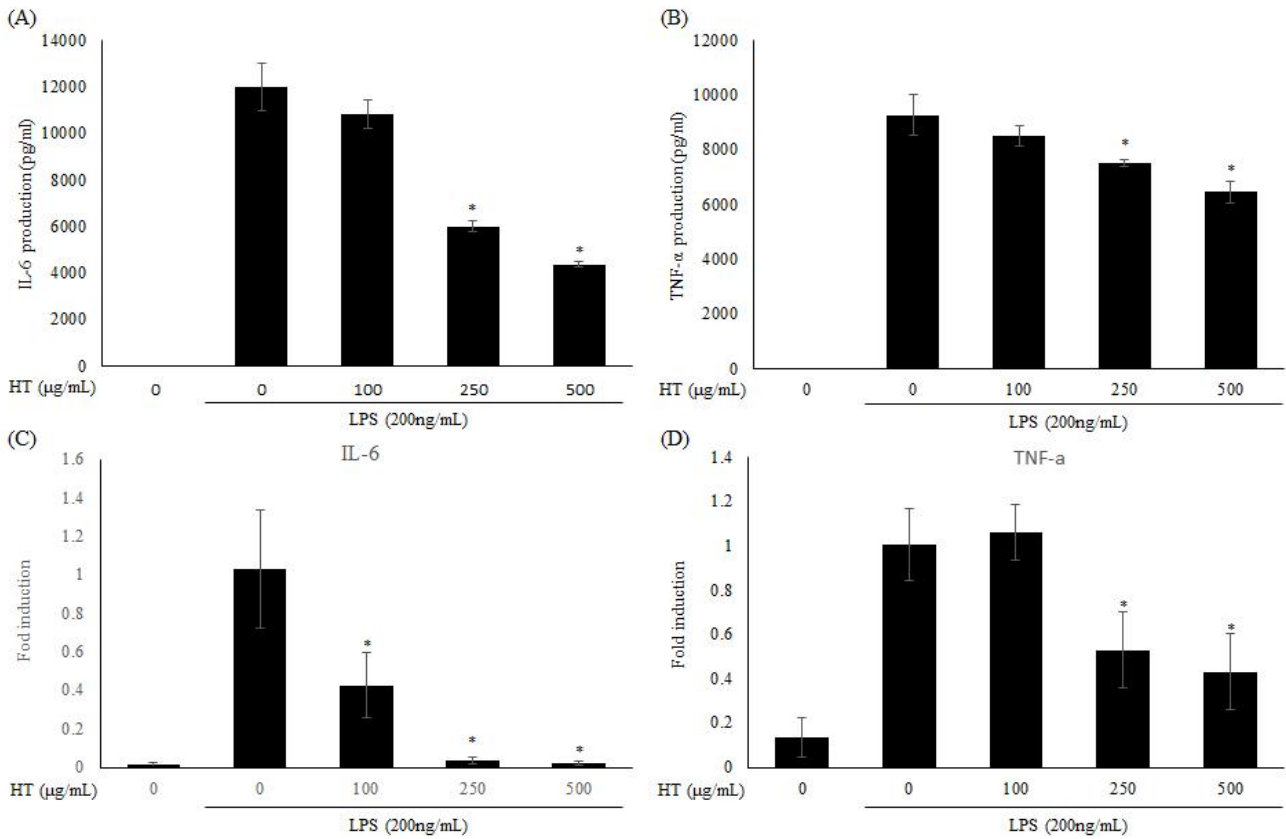 (A)
14000
12000
10000
8000
6000
4000
2000
0
IL-6 production(pg/ml)
* *
HT (μg/mL) 0 0 100 250 500
LPS (200ng/mL)
(B)
12000
10000
8000
6000
4000
2000
0
TNF-α production(pg/ml)
* *
HT (μg/mL) 0 0 100 250 500
LPS (200ng/mL)
(C)
IL-6
1.6
1.4
1.2
1
0.8
0.6
0.4
0.2
0
Fod induction
* * *
HT (μg/mL) 0 0 100 250 500
LPS (200ng/mL)
(D)
TNF-a
1.4
1.2
1
0.8
0.6
0.4
0.2
0
Fold induction
* *
HT (μg/mL) 0 0 100 250 500
LPS (200ng/mL)